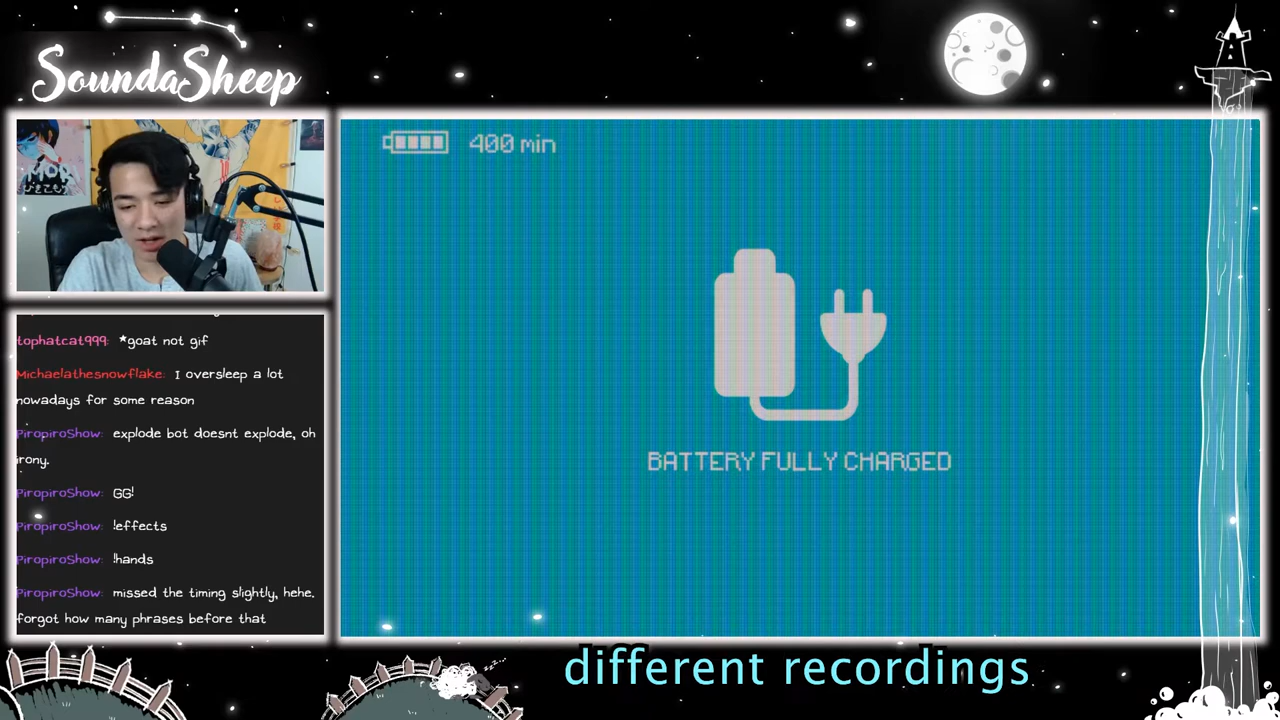 SoundaSheep
400 min
BATTERY FULLY CHARGED
tophatcat999: *goat not gif
Michaelathesnowflake: I oversleep a lot
nowadays for some reason
PiropiroShow: explode bot doesnt explode, oh
irony.
PiropiroShow: GG!
PiropiroShow: !effects
PiropiroShow: !hands
PiropiroShow: missed the timing slightly, hehe.
forgot how many phrases before that
different recordings